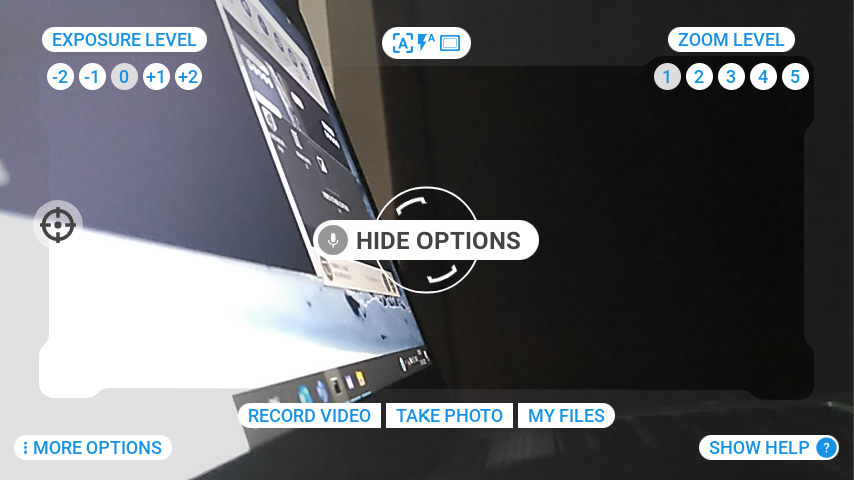 EXPOSURE LEVEL
-2 -1 0 +1 +2
A A
ZOOM LEVEL
1 2 3 4 5
HIDE OPTIONS
RECORD VIDEO TAKE PHOTO MY FILES
MORE OPTIONS
SHOW HELP ?